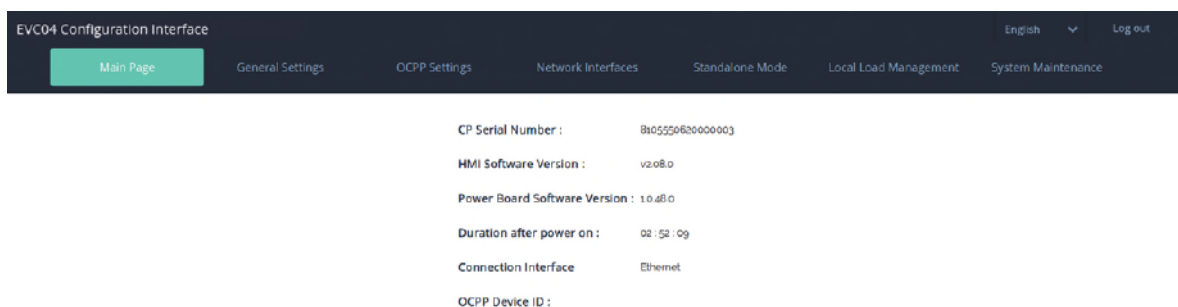 EVC04 Configuration Interface English Log out
Main Page General Settings OCPP Settings Network Interfaces Standalone Mode Local Load Management System Maintenance
CP Serial Number : 8105550620000003
HMI Software Version : v2.08.0
Power Board Software Version : 1.0.48.0
Duration after power on : 02 : 52 : 09
Connection Interface Ethernet
OCPP Device ID :